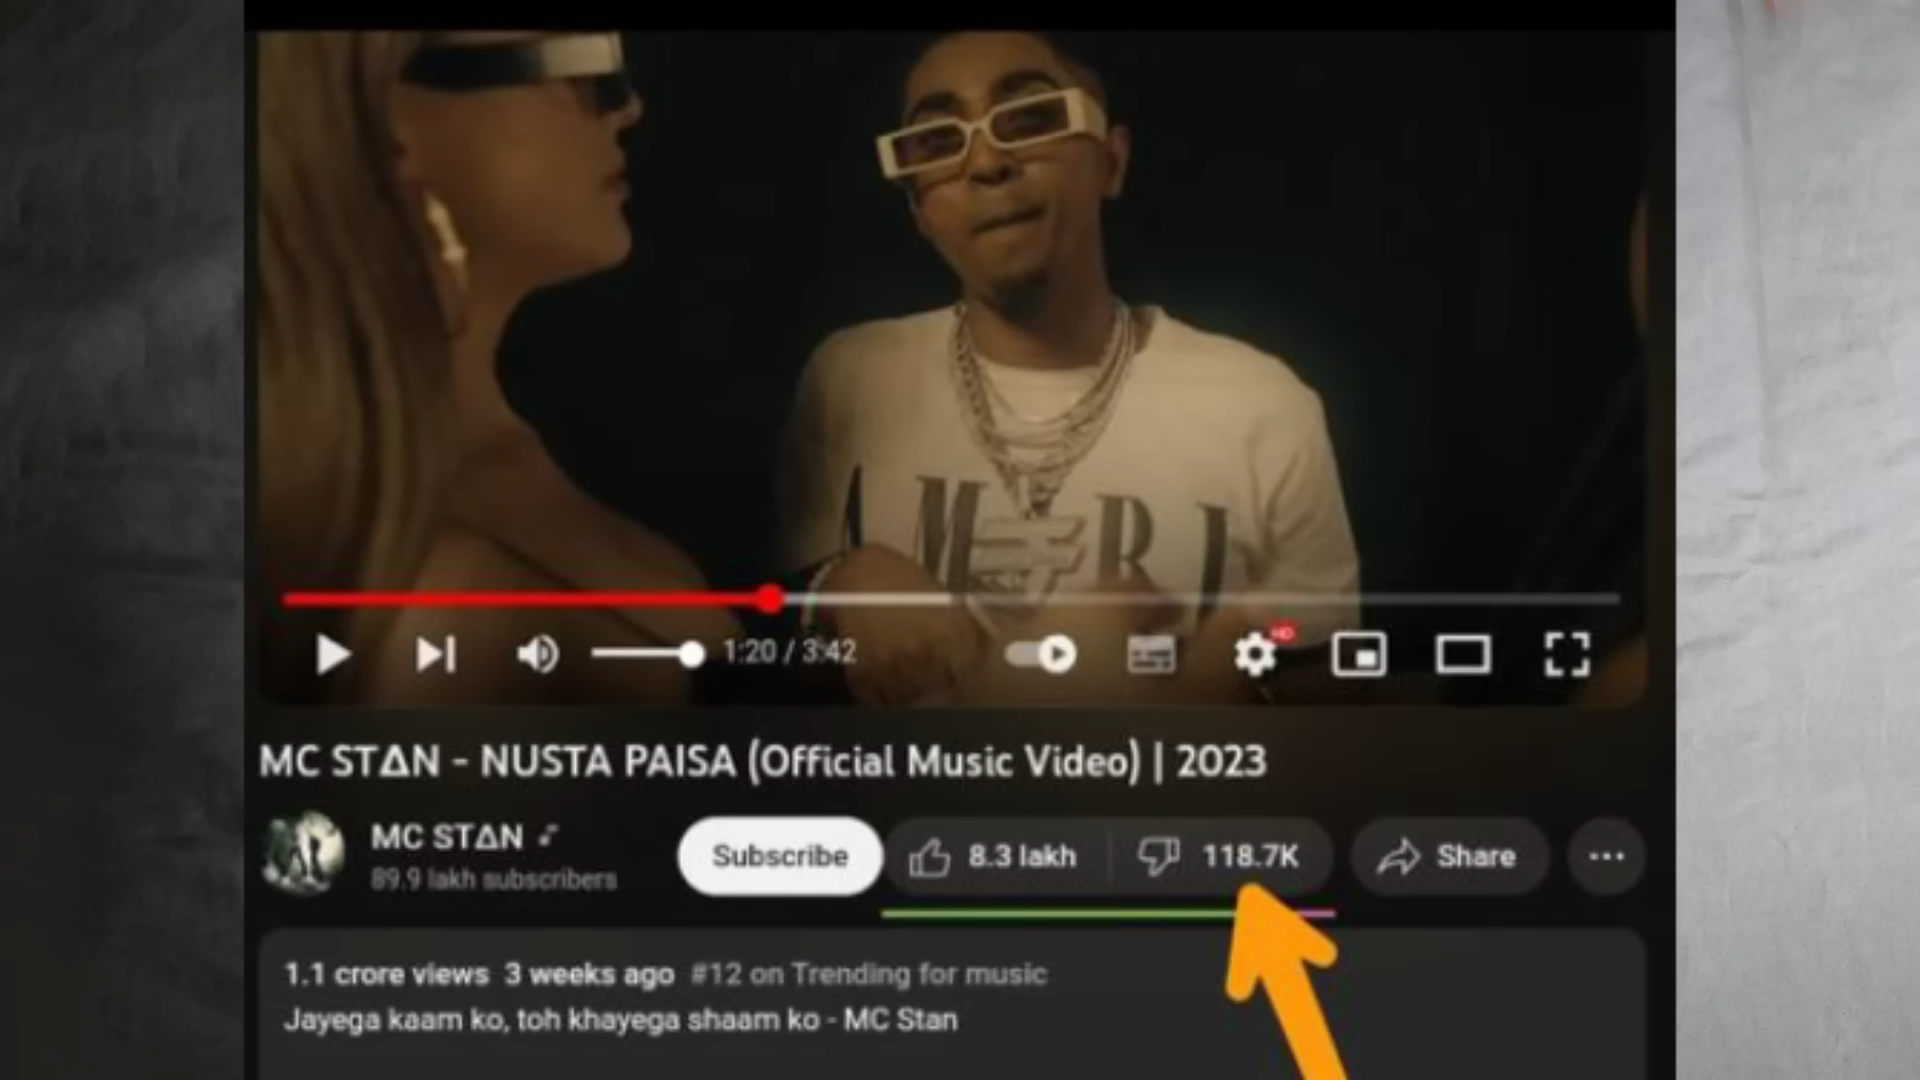 AMIRI
HD
1:20 / 3:42
MC STΔN - NUSTA PAISA (Official Music Video) | 2023
MC STΔN
89.9 lakh subscribers
Subscribe
8.3 lakh
118.7K
Share
1.1 crore views 3 weeks ago #12 on Trending for music
Jayega kaam ko, toh khayega shaam ko - MC Stan